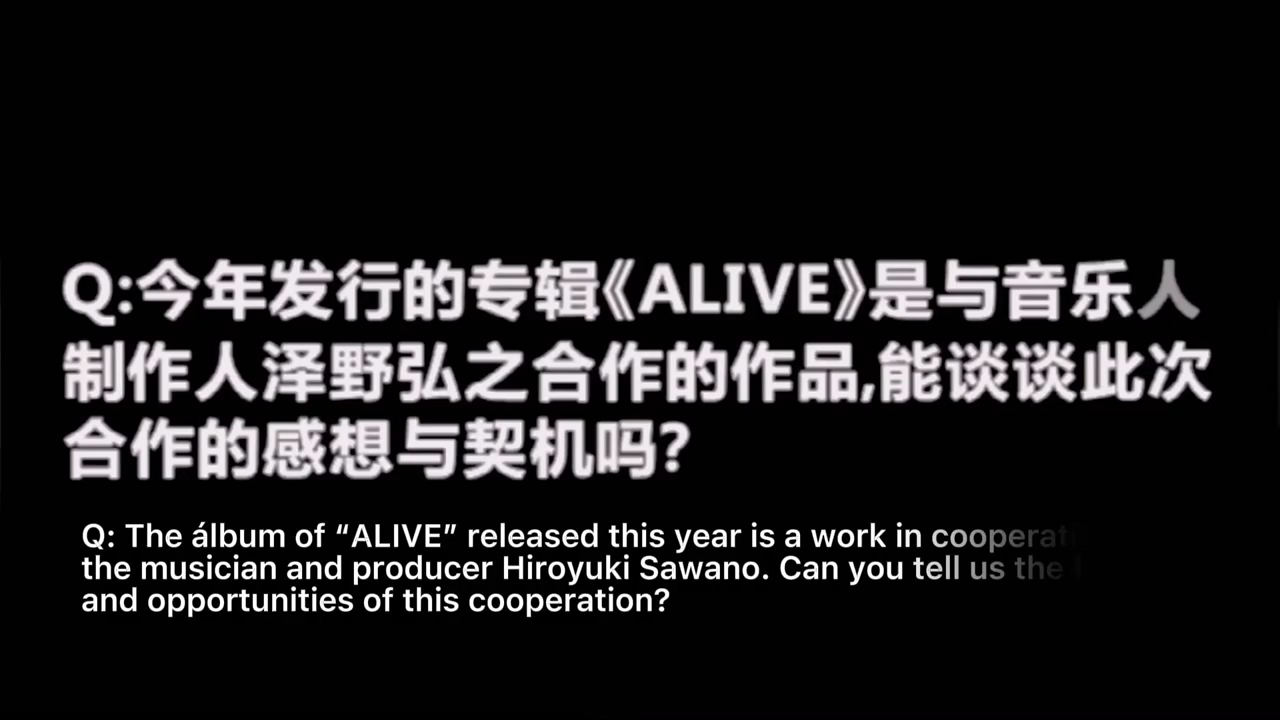 Q:今年发行的专辑《ALIVE》是与音乐人
制作人泽野弘之合作的作品,能谈谈此次
合作的感想与契机吗?
Q: The álbum of “ALIVE” released this year is a work in
the musician and producer Hiroyuki Sawano. Can you tell us the
and opportunities of this cooperation?